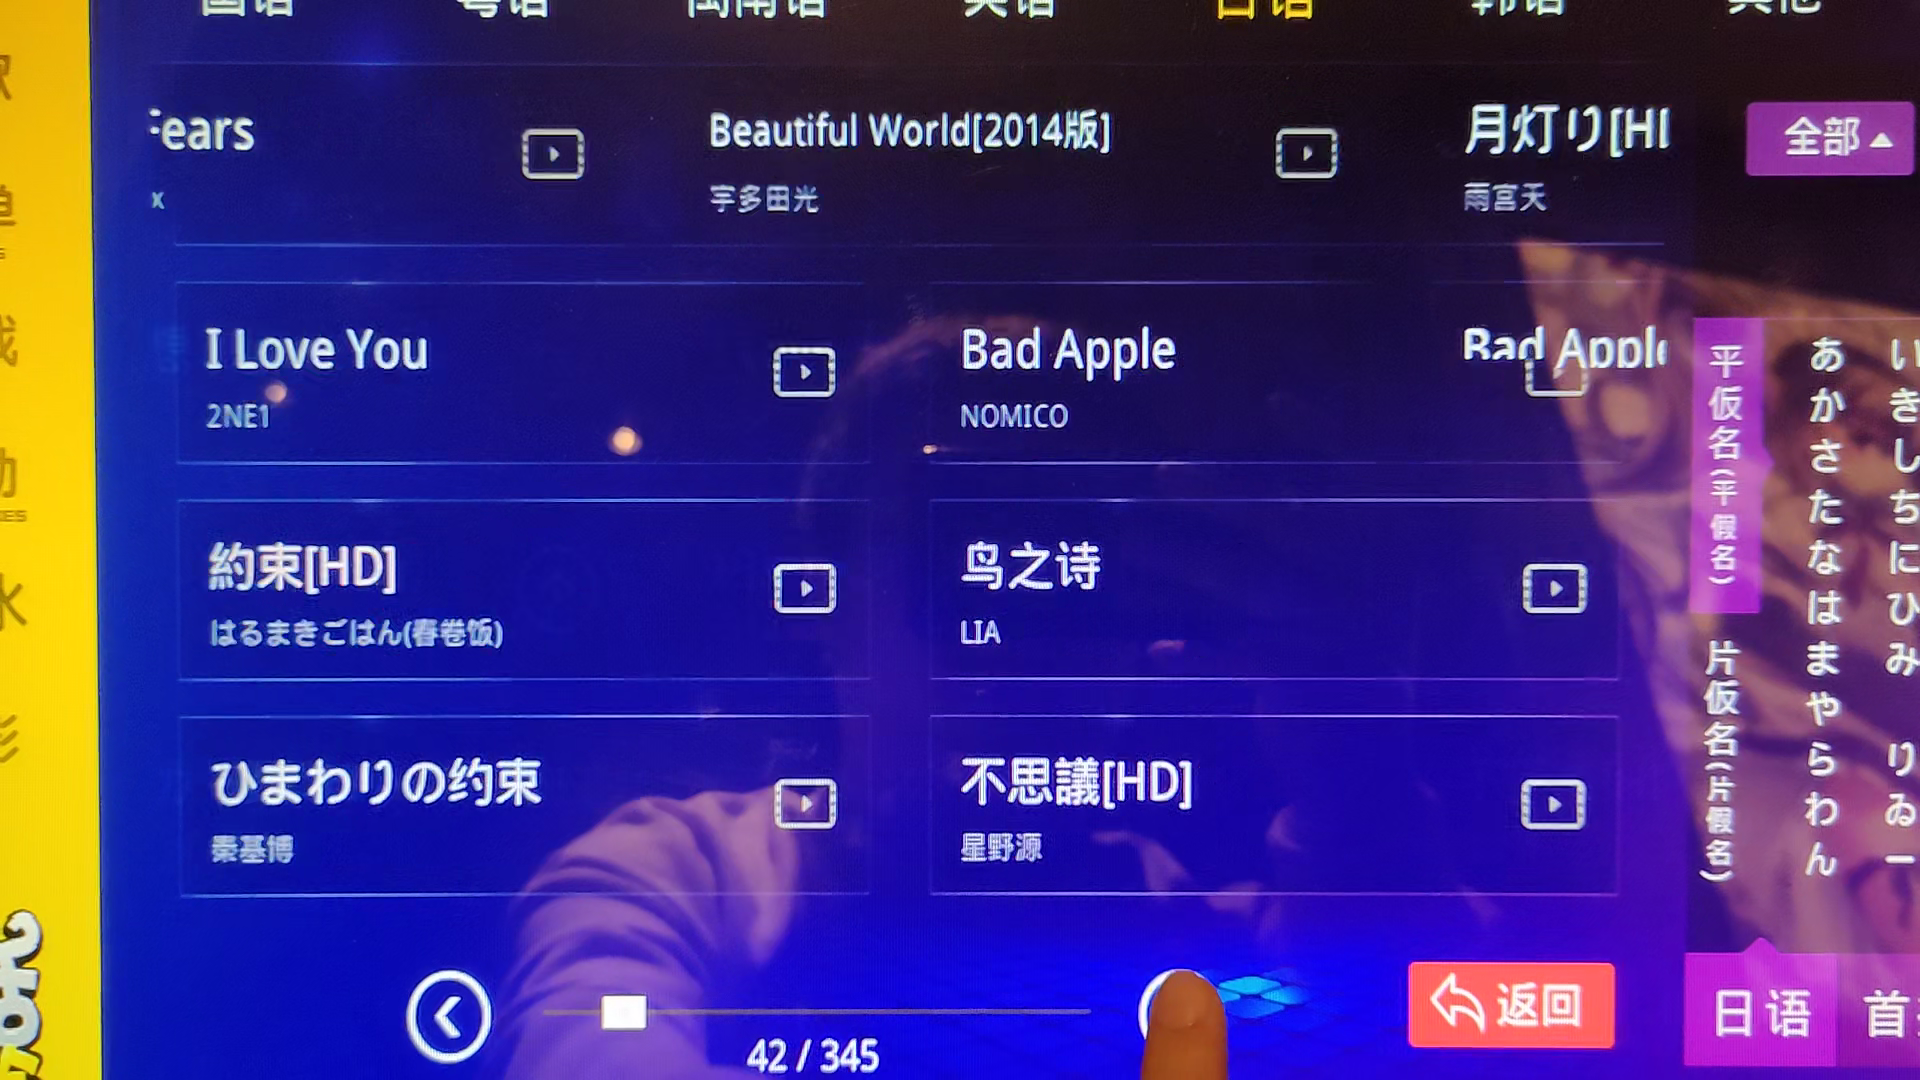 国语 粤语 闽南语 英语 日语 韩语 其他
ears
x
Beautiful World[2014版]
宇多田光
月灯り[H
雨宫天
全部
I Love You
2NE1
Bad Apple
NOMICO
Bad Apple
約束[HD]
はるまきごはん(春卷饭)
鸟之诗
LIA
ひまわりの约束
秦基博
不思議[HD]
星野源
平仮名(平假名)
片仮名(片假名)
あかさたなはまやらわん
いきしちにひみ りゐー
42 / 345
返回
日语
首